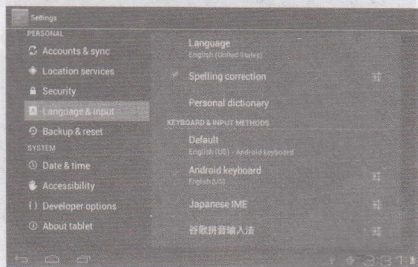 Settings
PERSONAL
Accounts & sync
Location services
Security
Language & input
Backup & reset
SYSTEM
Date & time
Accessibility
Developer options
About tablet
Language
English (United States)
Spelling correction
Personal dictionary
KEYBOARD & INPUT METHODS
Default
English (US) - Android keyboard
Android keyboard
English (US)
Japanese IME
谷歌拼音输入法